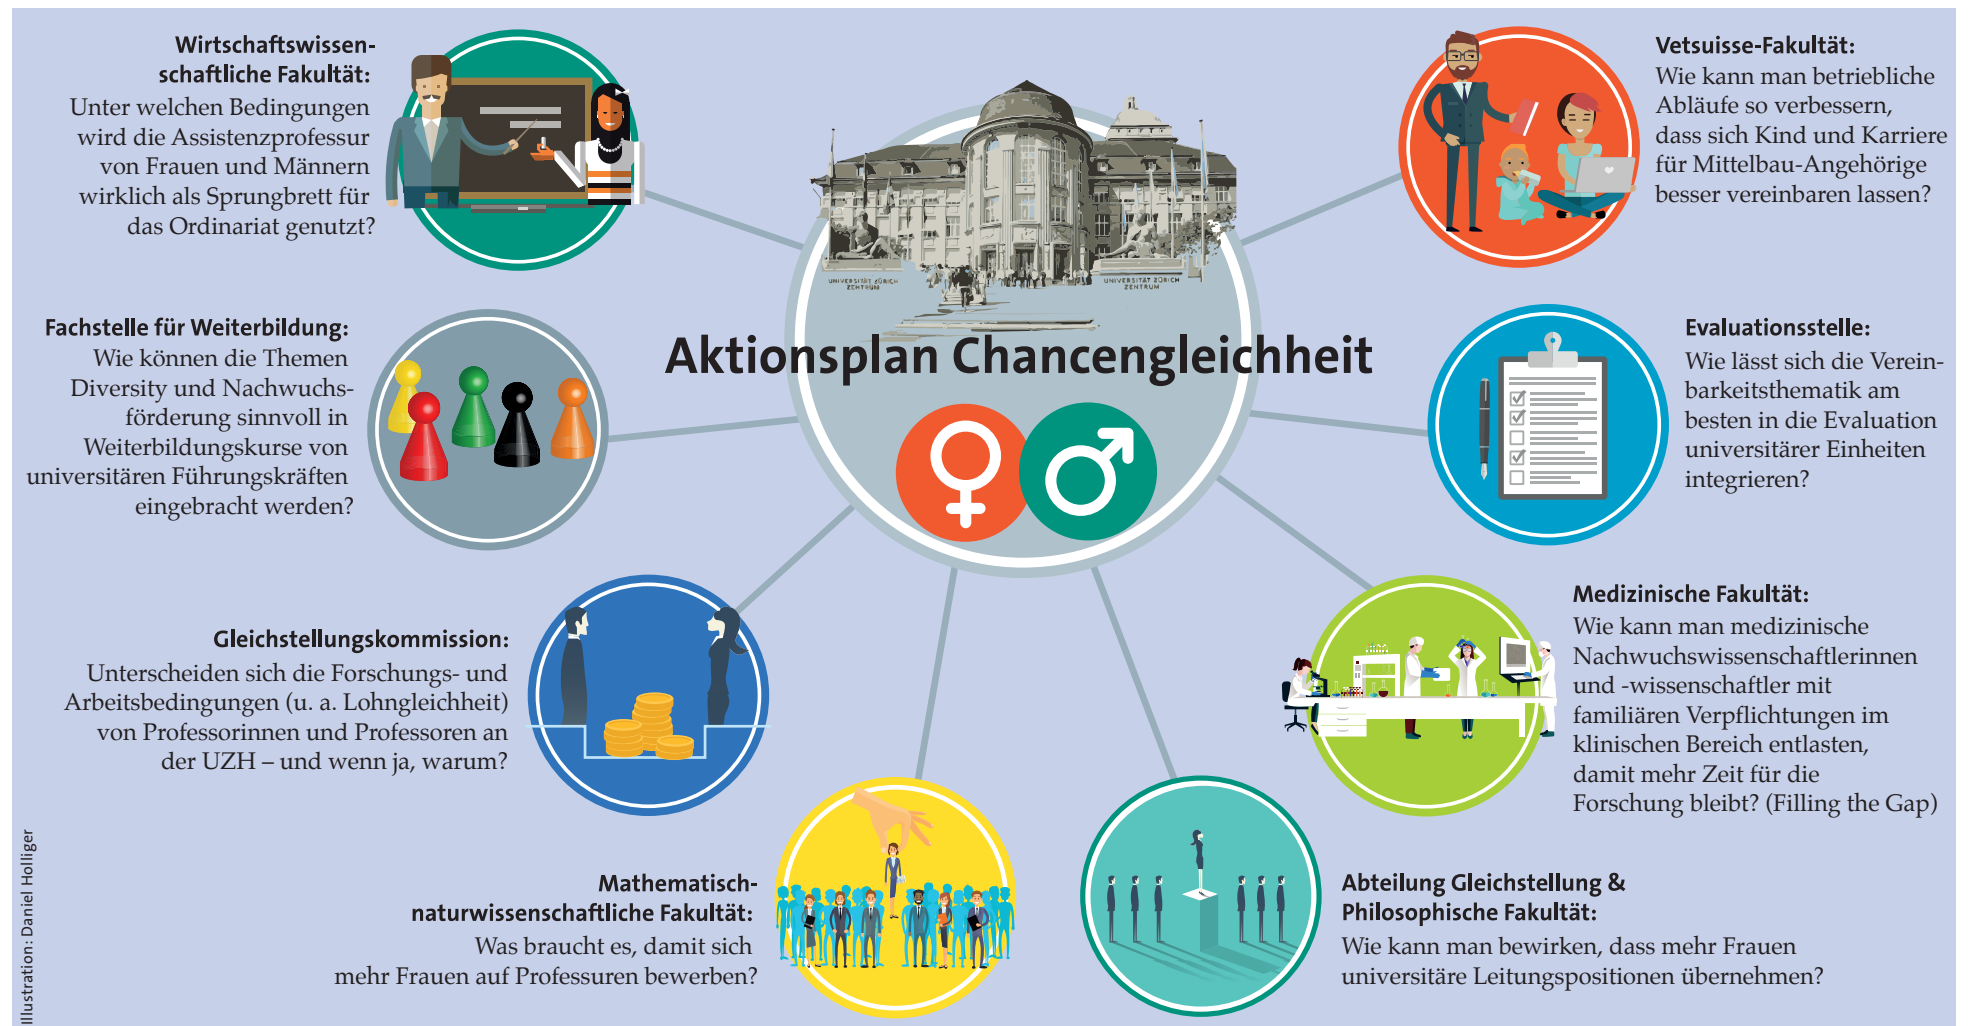 Wirtschaftswissen-
schaftliche Fakultät:
Unter welchen Bedingungen
wird die Assistenzprofessur
von Frauen und Männern
wirklich als Sprungbrett für
das Ordinariat genutzt?
Fachstelle für Weiterbildung:
Wie können die Themen
Diversity und Nachwuchs-
förderung sinnvoll in
Weiterbildungskurse von
universitären Führungskräften
eingebracht werden?
Gleichstellungskommission:
Unterscheiden sich die Forschungs- und
Arbeitsbedingungen (u. a. Lohngleichheit)
von Professorinnen und Professoren an
der UZH – und wenn ja, warum?
Mathematisch-
naturwissenschaftliche Fakultät:
Was braucht es, damit sich
mehr Frauen auf Professuren bewerben?
UNIVERSITÄT ZÜRICH
ZENTRUM
UNIVERSITÄT ZÜRICH
ZENTRUM
Aktionsplan Chancengleichheit
Vetsuisse-Fakultät:
Wie kann man betriebliche
Abläufe so verbessern,
dass sich Kind und Karriere
für Mittelbau-Angehörige
besser vereinbaren lassen?
Evaluationsstelle:
Wie lässt sich die Verein-
barkeitsthematik am
besten in die Evaluation
universitärer Einheiten
integrieren?
Medizinische Fakultät:
Wie kann man medizinische
Nachwuchswissenschaftlerinnen
und -wissenschaftler mit
familiären Verpflichtungen im
klinischen Bereich entlasten,
damit mehr Zeit für die
Forschung bleibt? (Filling the Gap)
Abteilung Gleichstellung &
Philosophische Fakultät:
Wie kann man bewirken, dass mehr Frauen
universitäre Leitungspositionen übernehmen?
Illustration: Daniel Holliger